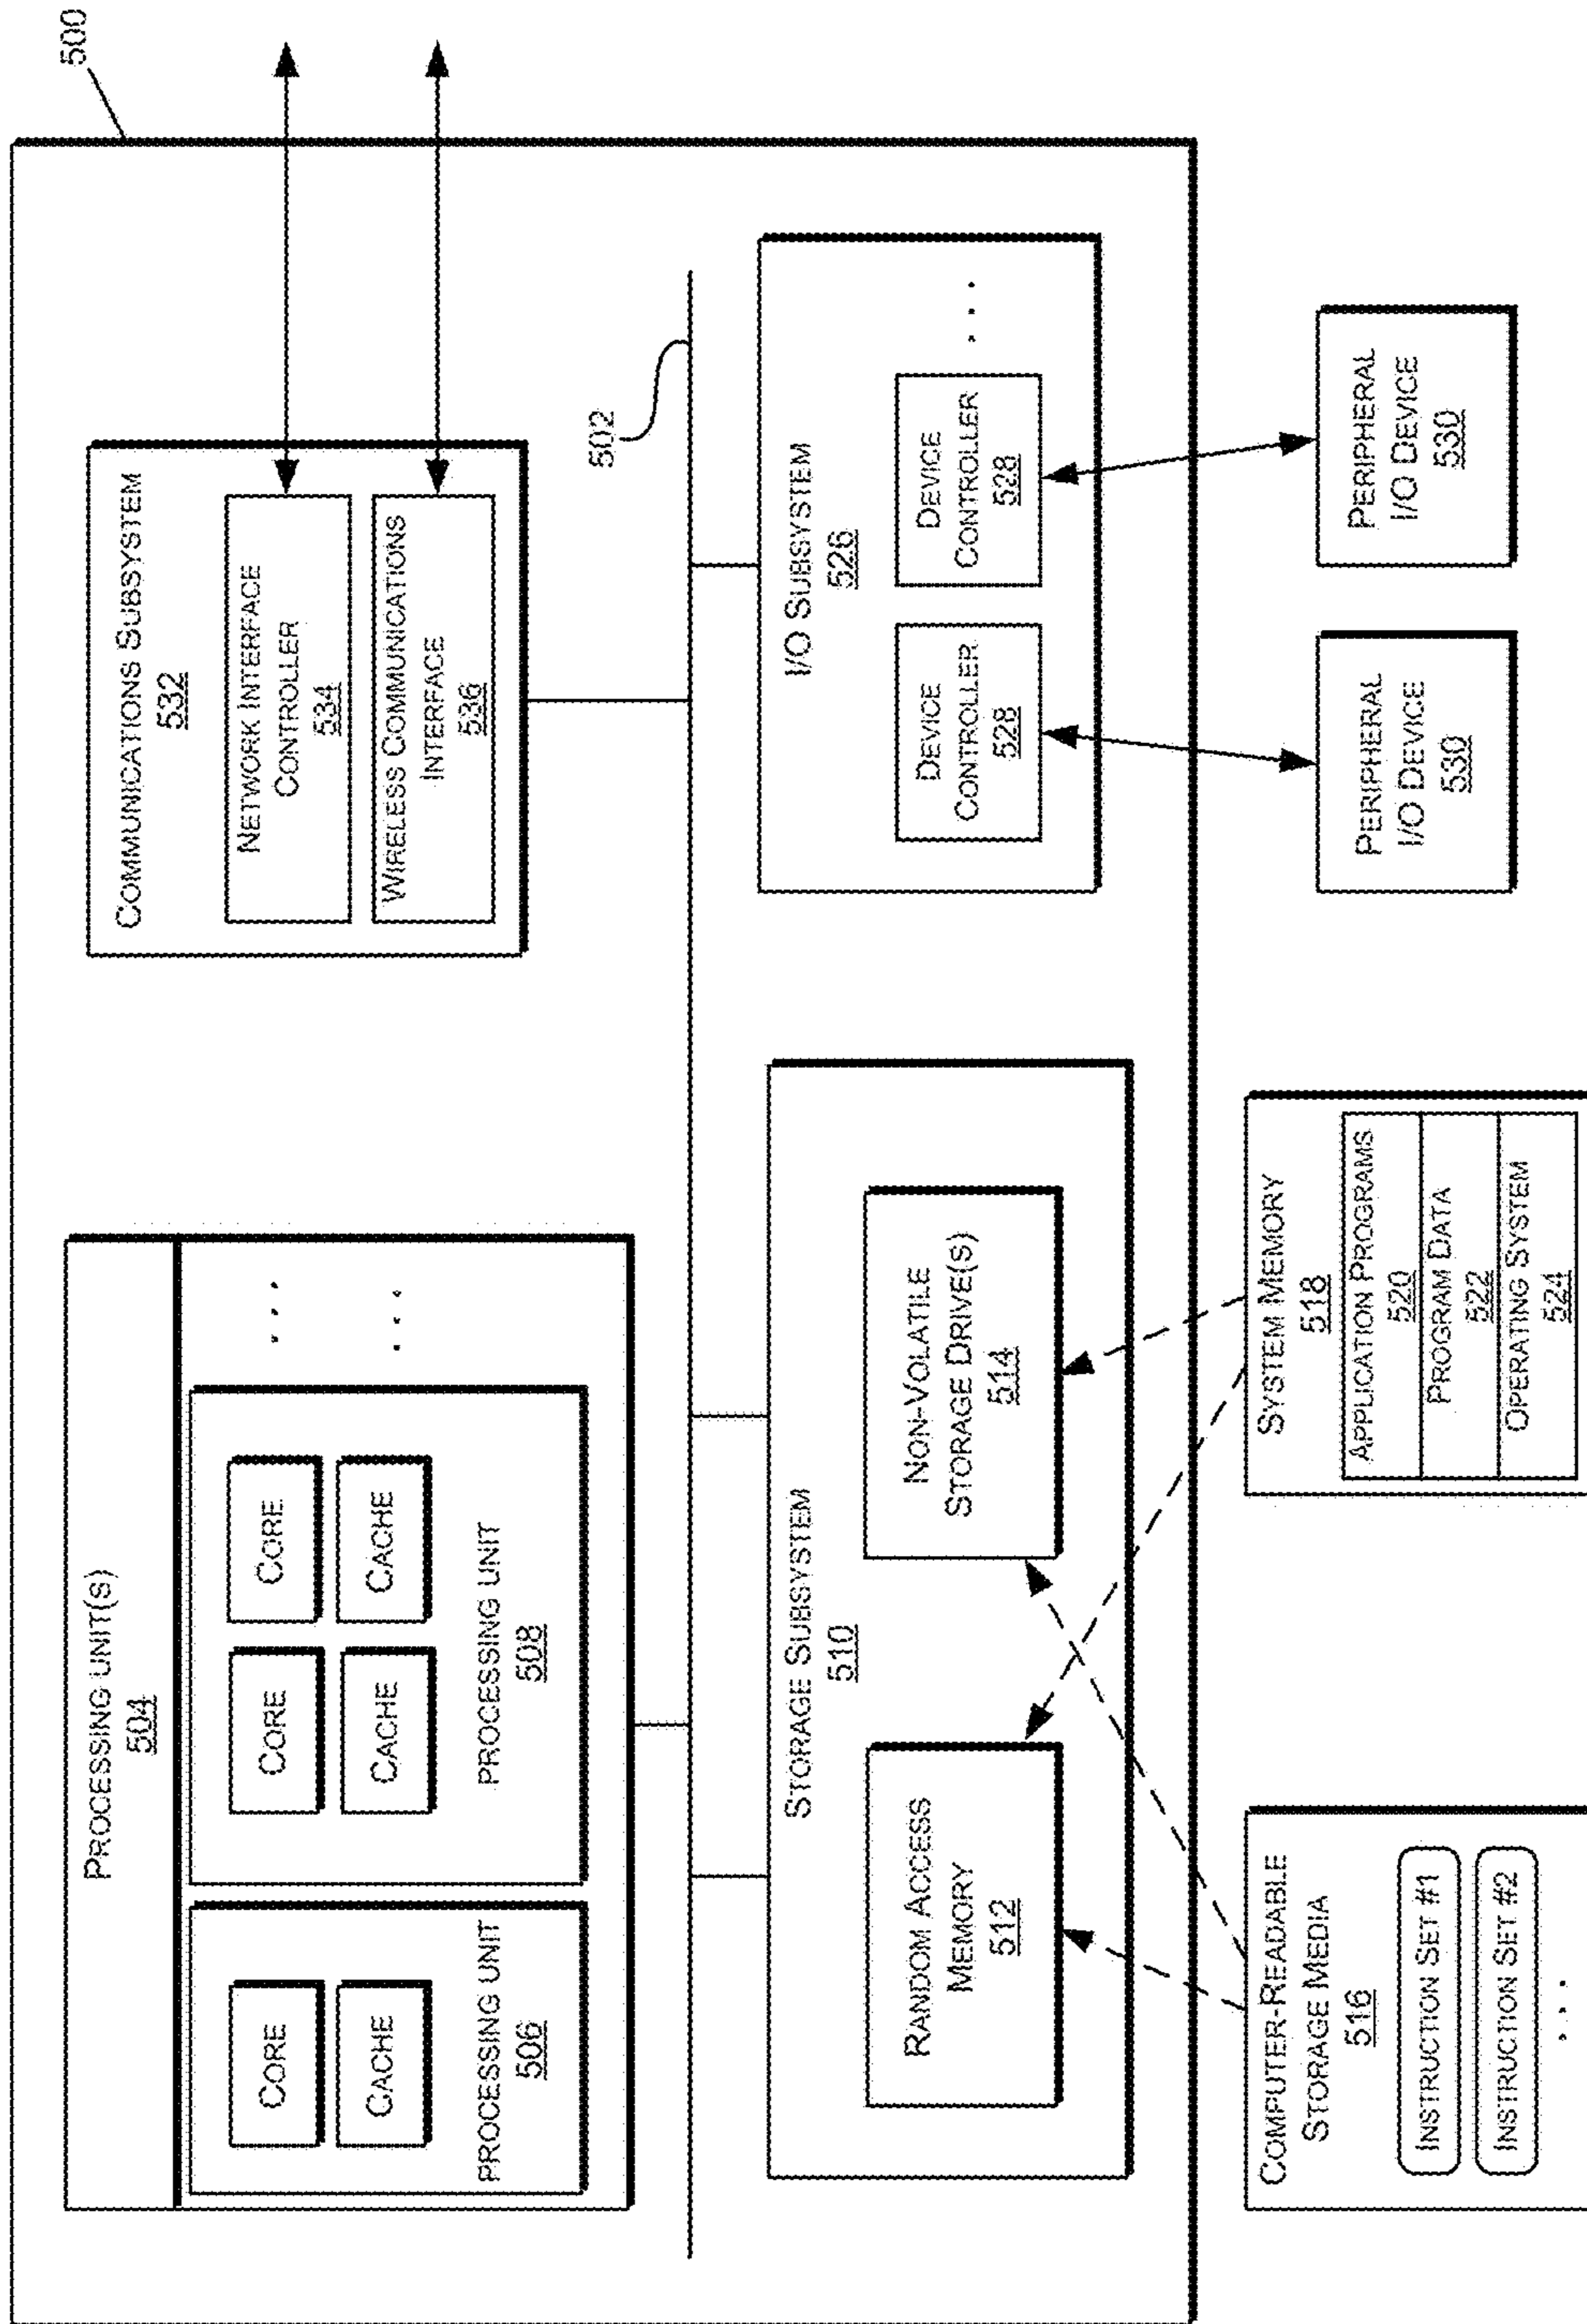 500
PROCESSING UNIT(S)
504
CORE
CACHE
PROCESSING UNIT
506
CORE
CORE
CACHE
CACHE
PROCESSING UNIT
508
. . .
. . .
COMMUNICATIONS SUBSYSTEM
532
NETWORK INTERFACE
CONTROLLER
534
WIRELESS COMMUNICATIONS
INTERFACE
536
502
STORAGE SUBSYSTEM
510
RANDOM ACCESS
MEMORY
512
NON-VOLATILE
STORAGE DRIVE(S)
514
I/O SUBSYSTEM
526
DEVICE
CONTROLLER
528
DEVICE
CONTROLLER
528
. . .
COMPUTER-READABLE
STORAGE MEDIA
516
INSTRUCTION SET #1
INSTRUCTION SET #2
. . .
SYSTEM MEMORY
518
APPLICATION PROGRAMS
520
PROGRAM DATA
522
OPERATING SYSTEM
524
PERIPHERAL
I/O DEVICE
530
PERIPHERAL
I/O DEVICE
530